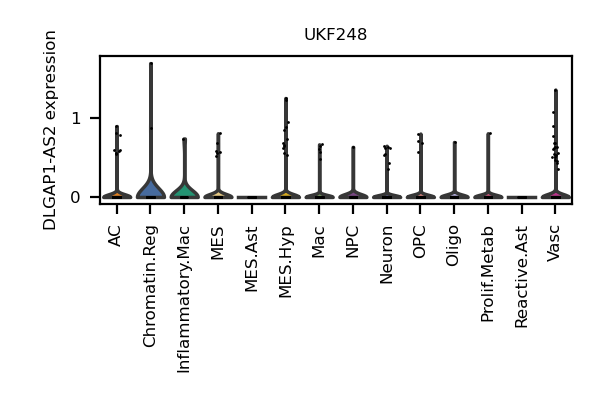 UKF248
DLGAP1-AS2 expression
1
0
AC
Chromatin.Reg
Inflammatory.Mac
MES
MES.Ast
MES.Hyp
Mac
NPC
Neuron
OPC
Oligo
Prolif.Metab
Reactive.Ast
Vasc